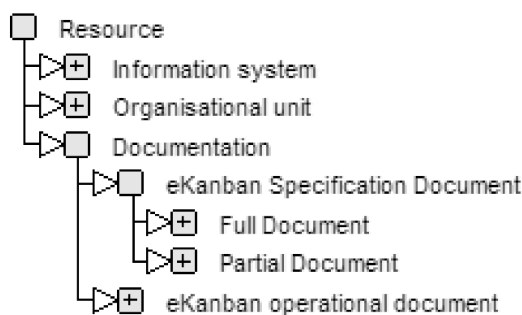 Resource
Information system
Organisational unit
Documentation
eKanban Specification Document
Full Document
Partial Document
eKanban operational document